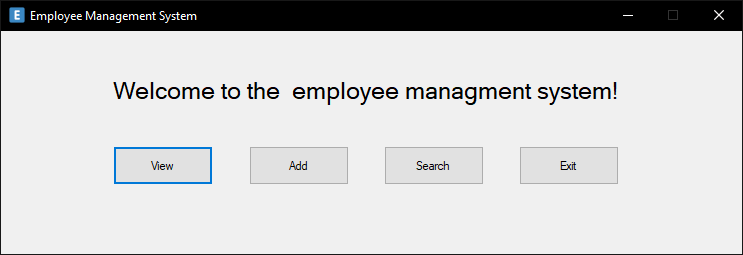 E Employee Management System
Welcome to the  employee managment system!
View Add Search Exit